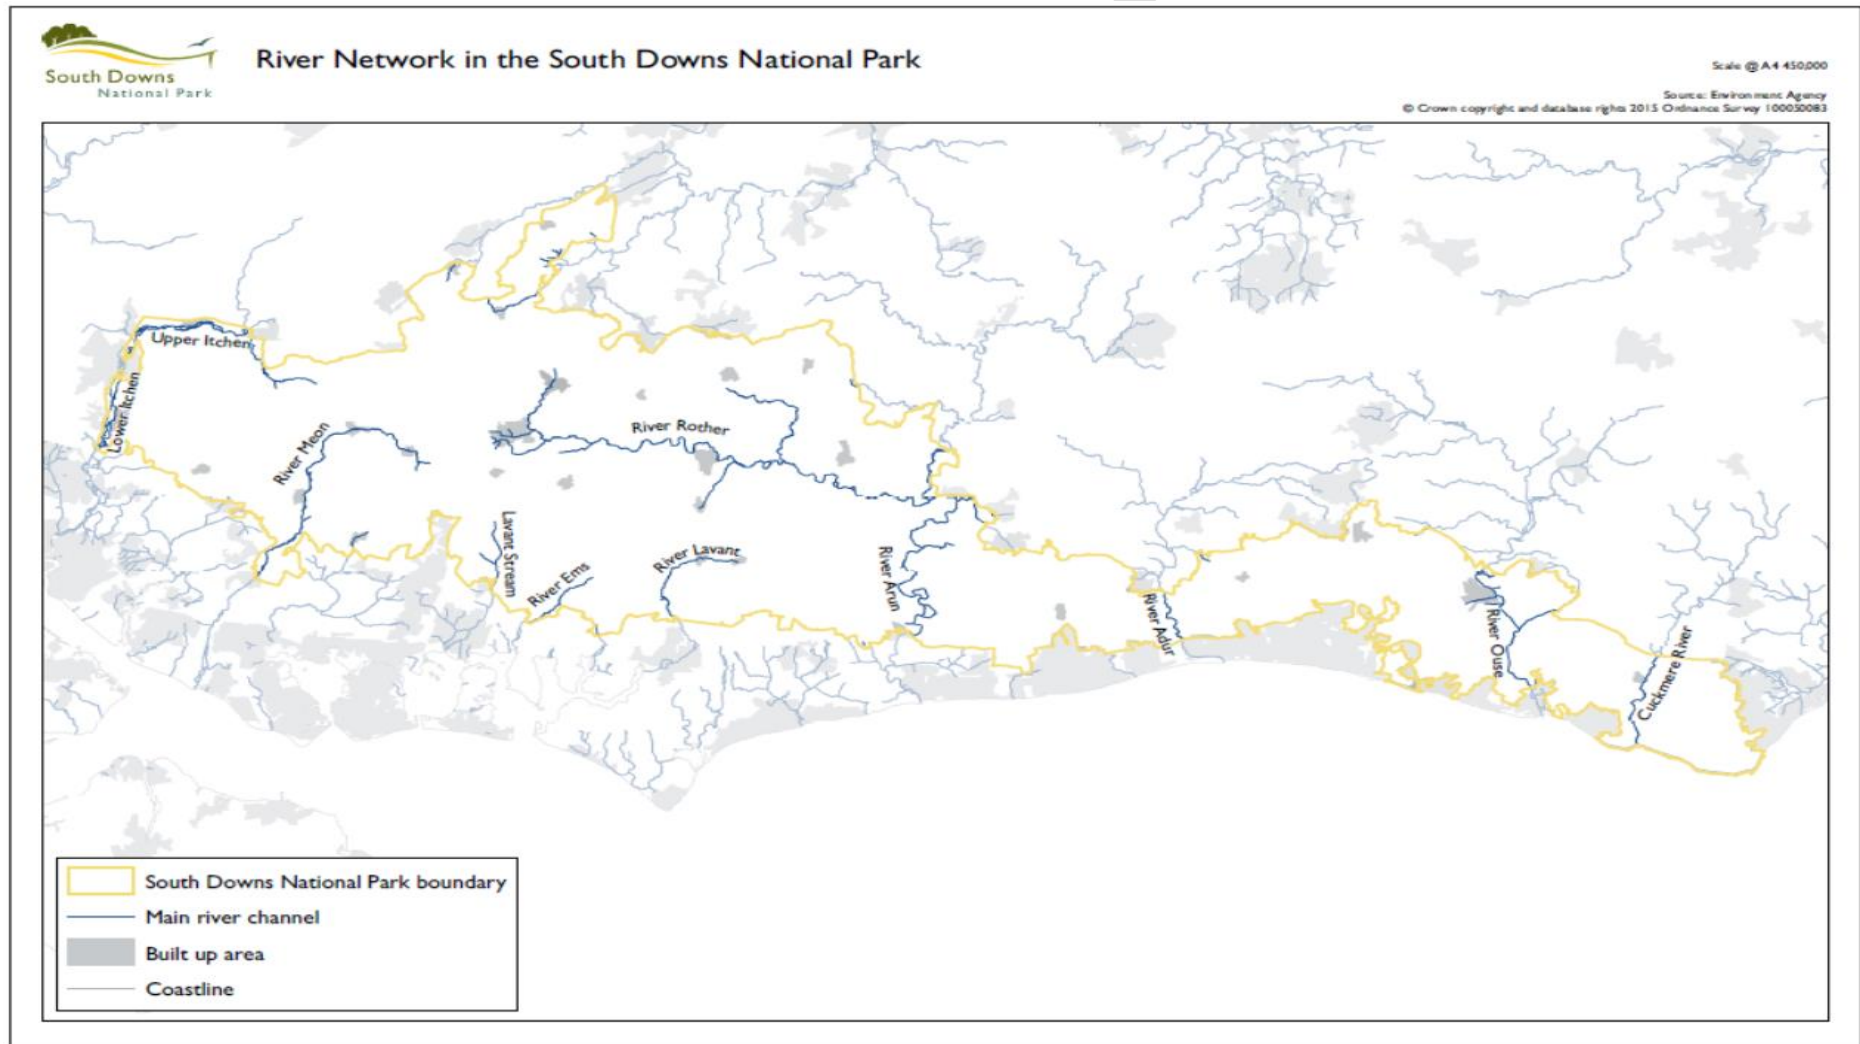 South Downs
National Park
River Network in the South Downs National Park
Scale @ A4 450,000
Source: Environment Agency
© Crown copyright and database rights 2015 Ordnance Survey 100050083
Upper Itchen
Lower Itchen
River Meon
River Rother
Lavant Stream
River Ems
River Lavant
River Arun
River Adur
River Ouse
Cuckmere River
South Downs National Park boundary
Main river channel
Built up area
Coastline